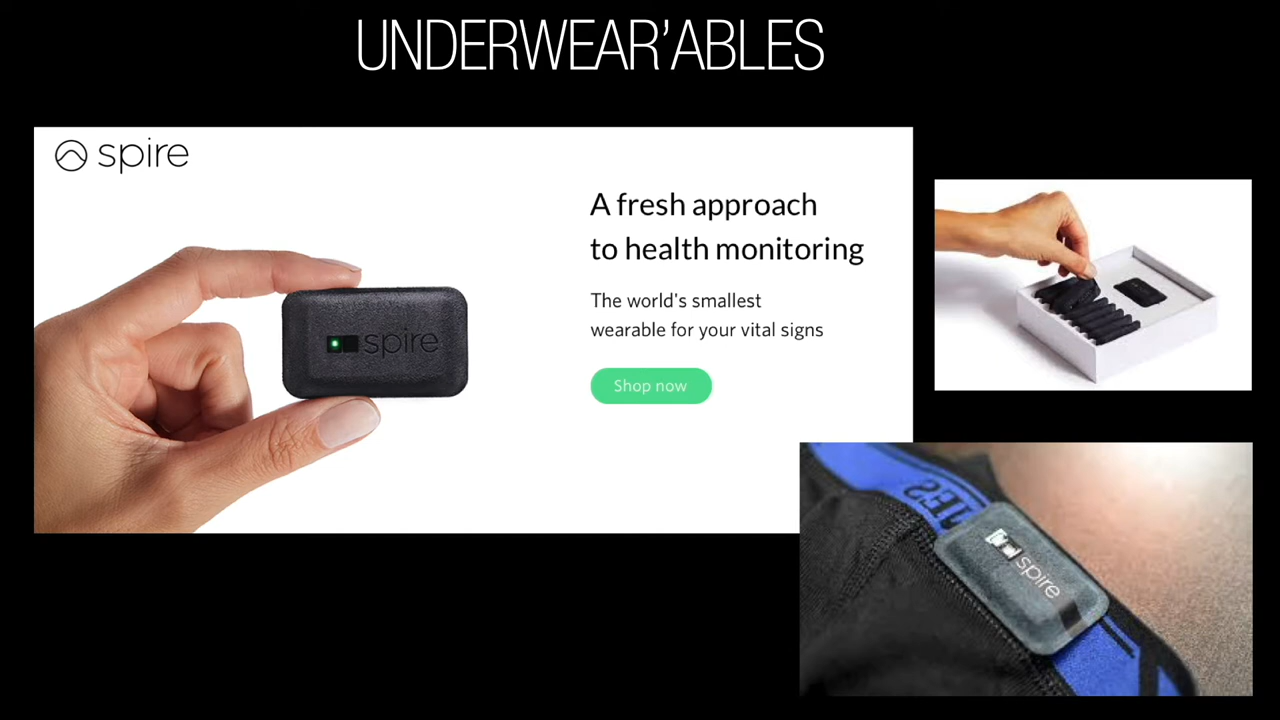 UNDERWEAR’ABLES
spire
A fresh approach
to health monitoring
The world's smallest
wearable for your vital signs
Shop now
spire
spire